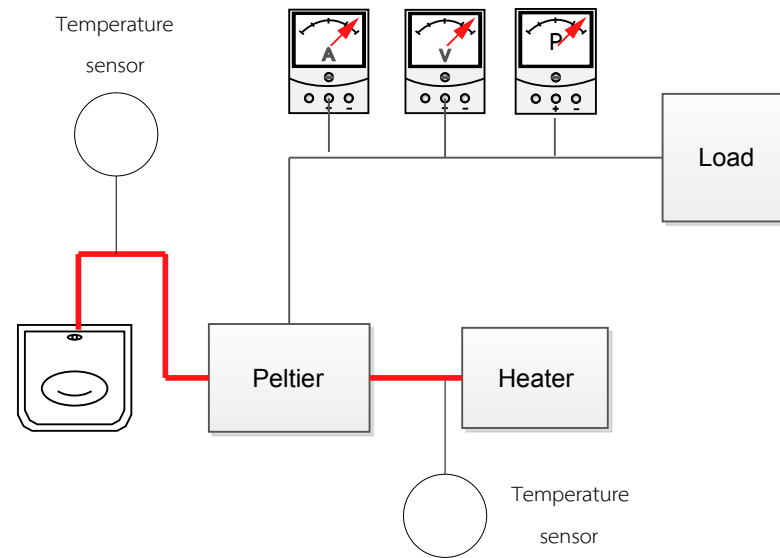 Temperature
sensor
A
V
P
+ -
+ -
+ -
Load
Peltier
Heater
Temperature
sensor